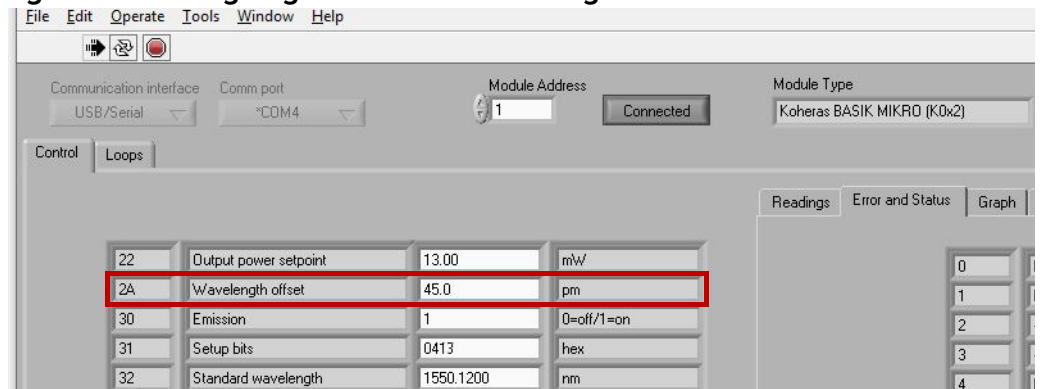 File Edit Operate Tools Window Help
Communication interface Comm port Module Address Module Type
USB/Serial *COM4 1 Connected Koheras BASIK MIKRO (K0x2)
Control Loops
Readings Error and Status Graph
22 Output power setpoint 13.00 mW 0
2A Wavelength offset 45.0 pm 1
30 Emission 1 0=off/1=on 2
31 Setup bits 0413 hex 3
32 Standard wavelength 1550.1200 nm 4